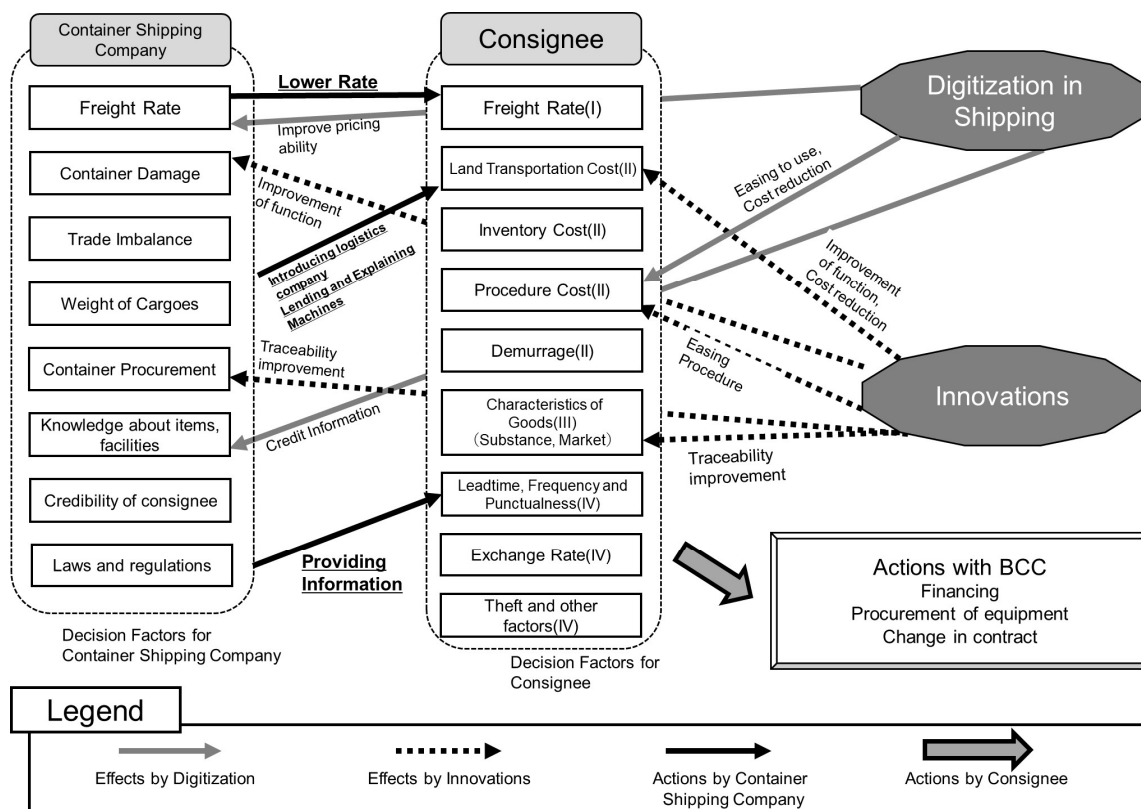 Container Shipping
Company
Consignee
Lower Rate
Freight Rate
Improve pricing
ability
Freight Rate(I)
Digitization in
Shipping
Container Damage
Improvement
of function
Land Transportation Cost(II)
Easing to use,
Cost reduction
Trade Imbalance
Inventory Cost(II)
Introducing logistics
company
Lending and Explaining
Machines
Weight of Cargoes
Procedure Cost(II)
Improvement
of function,
Cost reduction
Container Procurement
Traceability
improvement
Demurrage(II)
Easing
Procedure
Innovations
Knowledge about items,
facilities
Credit Information
Characteristics of
Goods(III)
(Substance, Market)
Traceability
improvement
Credibility of consignee
Leadtime, Frequency and
Punctualness(IV)
Laws and regulations
Providing
Information
Exchange Rate(IV)
Theft and other
factors(IV)
Actions with BCC
Financing
Procurement of equipment
Change in contract
Decision Factors for
Container Shipping Company
Decision Factors for
Consignee
Legend
Effects by Digitization
Effects by Innovations
Actions by Container
Shipping Company
Actions by Consignee